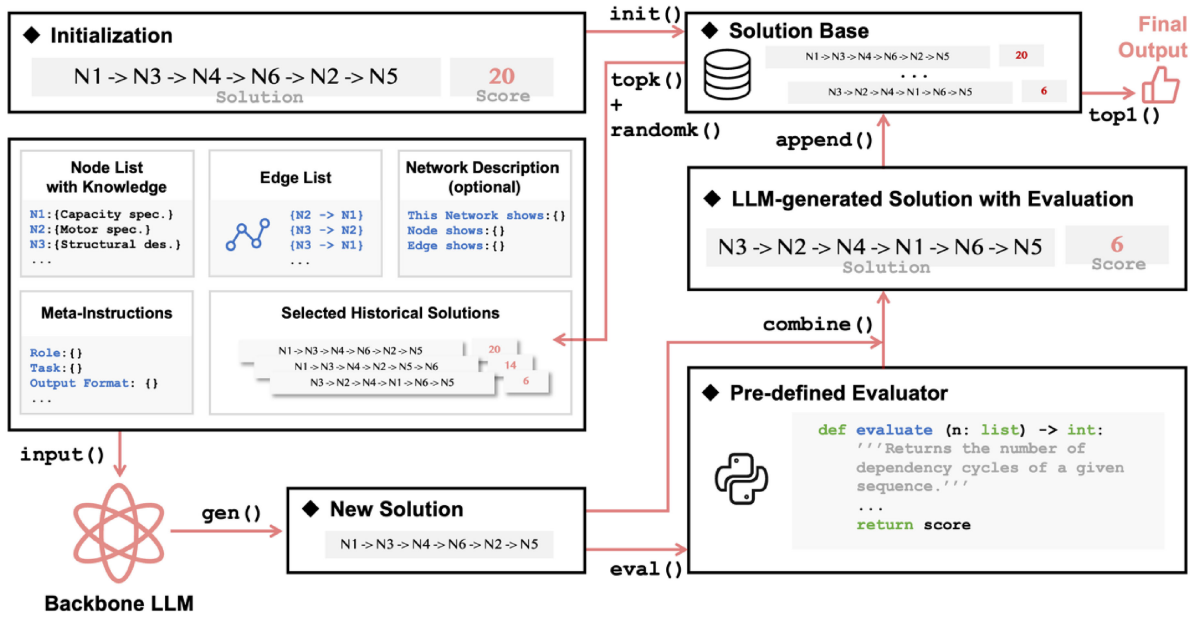 ◆ Initialization
N1 -> N3 -> N4 -> N6 -> N2 -> N5
Solution
20
Score
init()
◆ Solution Base
N1 -> N3 -> N4 -> N6 -> N2 -> N5
20
...
N3 -> N2 -> N4 -> N1 -> N6 -> N5
6
Final
Output
top1()
topk()
+
randomk()
append()
Node List
with Knowledge
N1:{Capacity spec.}
N2:{Motor spec.}
N3:{Structural des.}
...
Edge List
{N2 -> N1}
{N3 -> N2}
{N3 -> N1}
...
Network Description
(optional)
This Network shows:{}
Node shows:{}
Edge shows:{}
Meta-Instructions
Role:{}
Task:{}
Output Format: {}
...
Selected Historical Solutions
N1 -> N3 -> N4 -> N6 -> N2 -> N5
20
N1 -> N3 -> N4 -> N2 -> N5 -> N6
14
N3 -> N2 -> N4 -> N1 -> N6 -> N5
6
◆ LLM-generated Solution with Evaluation
N3 -> N2 -> N4 -> N1 -> N6 -> N5
Solution
6
Score
combine()
◆ Pre-defined Evaluator
def evaluate (n: list) -> int:
'''Returns the number of
dependency cycles of a given
sequence.'''
...
return score
input()
Backbone LLM
gen()
◆ New Solution
N1 -> N3 -> N4 -> N6 -> N2 -> N5
eval()